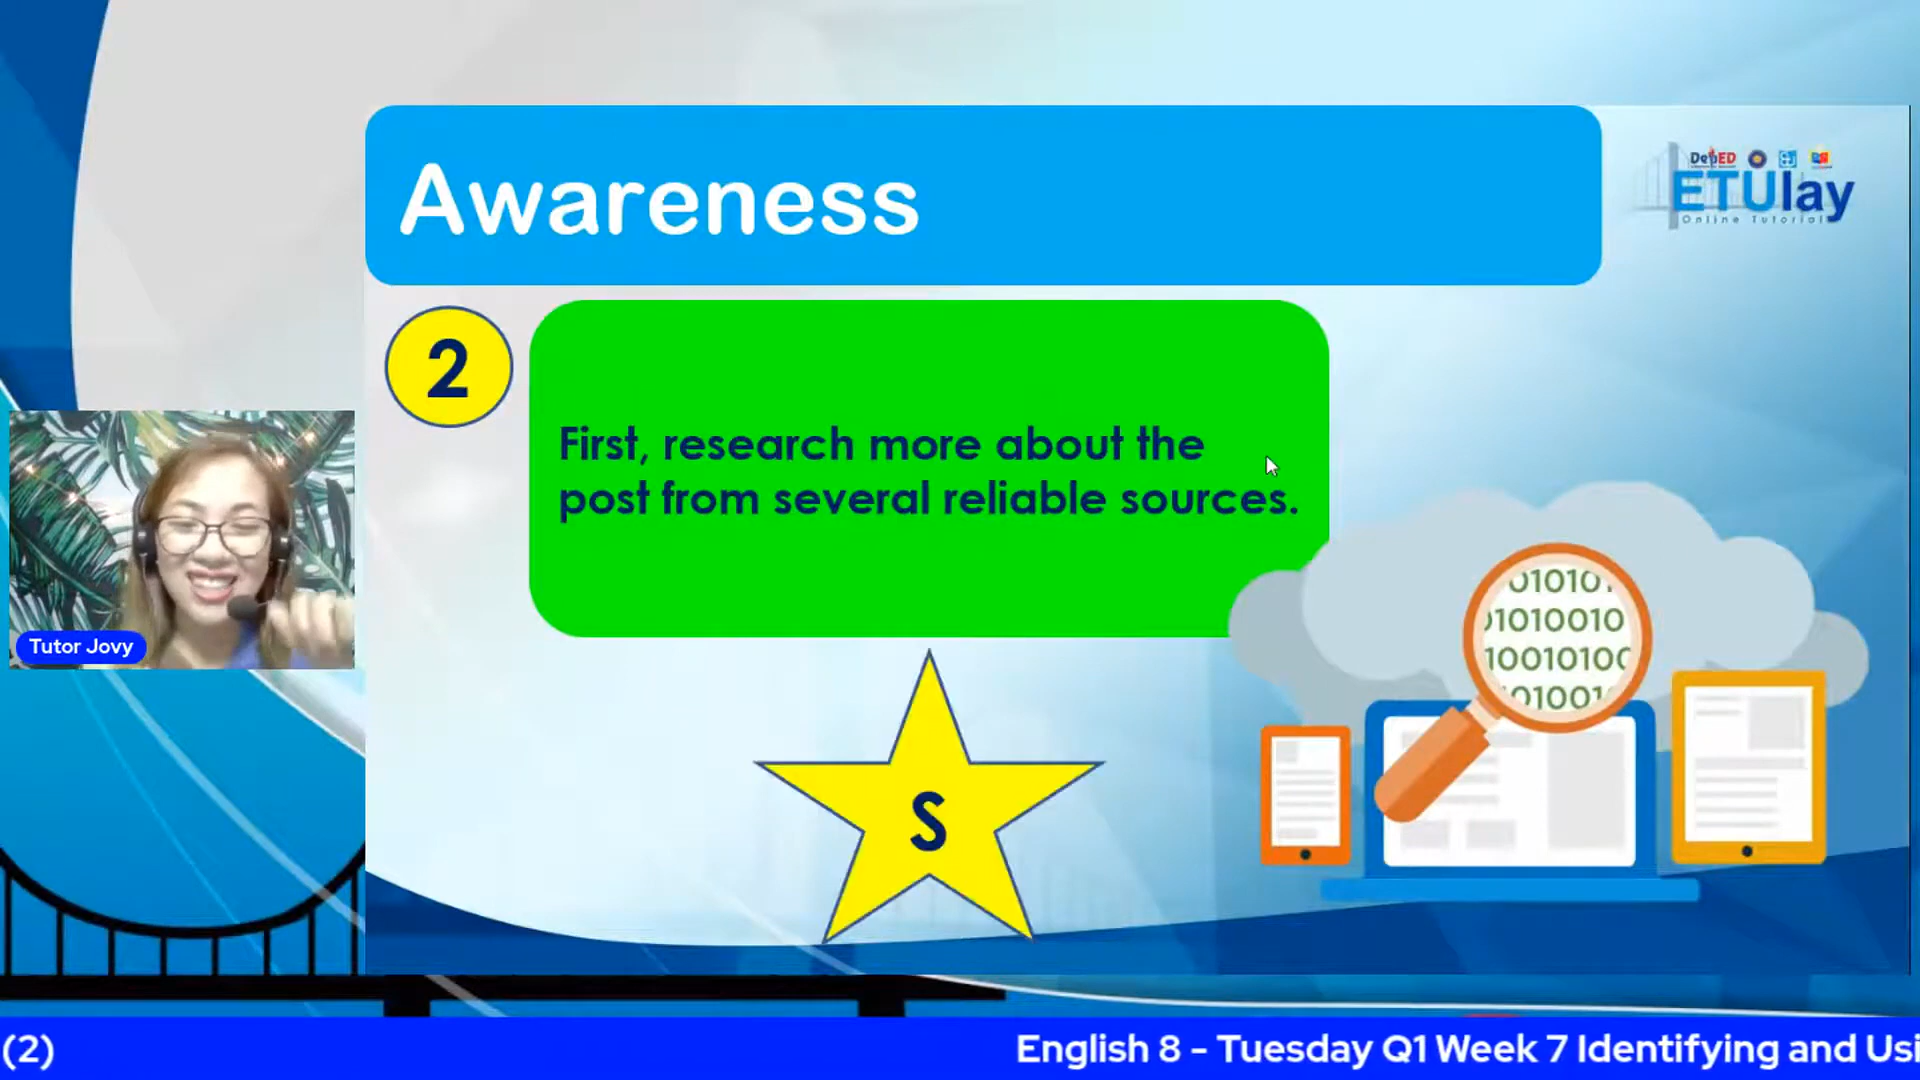 Awareness
DepED
ETUlay
Online Tutorial
2
First, research more about the
post from several reliable sources.
Tutor Jovy
S
01010
01010010
10010100
010010
(2)
English 8 - Tuesday Q1 Week 7 Identifying and Usi